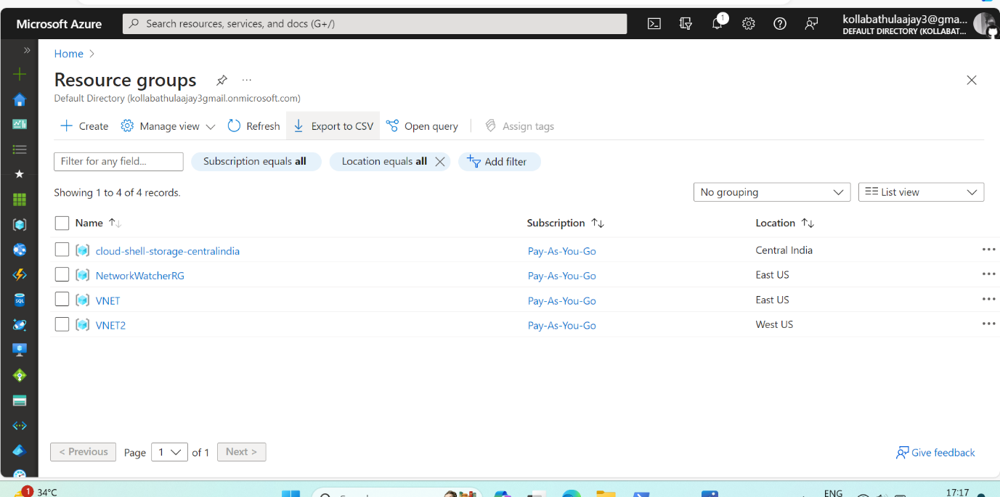 Microsoft Azure
Search resources, services, and docs (G+/)
1
kollabathulaajay3@gma...
DEFAULT DIRECTORY (KOLLABAT...
Home
Resource groups
Default Directory (kollabathulaajay3gmail.onmicrosoft.com)
Create Manage view Refresh Export to CSV Open query Assign tags
Filter for any field... Subscription equals all Location equals all Add filter
Showing 1 to 4 of 4 records. No grouping List view
Name Subscription Location
cloud-shell-storage-centralindia Pay-As-You-Go Central India
NetworkWatcherRG Pay-As-You-Go East US
VNET Pay-As-You-Go East US
VNET2 Pay-As-You-Go West US
SQL
< Previous Page 1 of 1 Next > Give feedback
1 34°C ENG 17:17